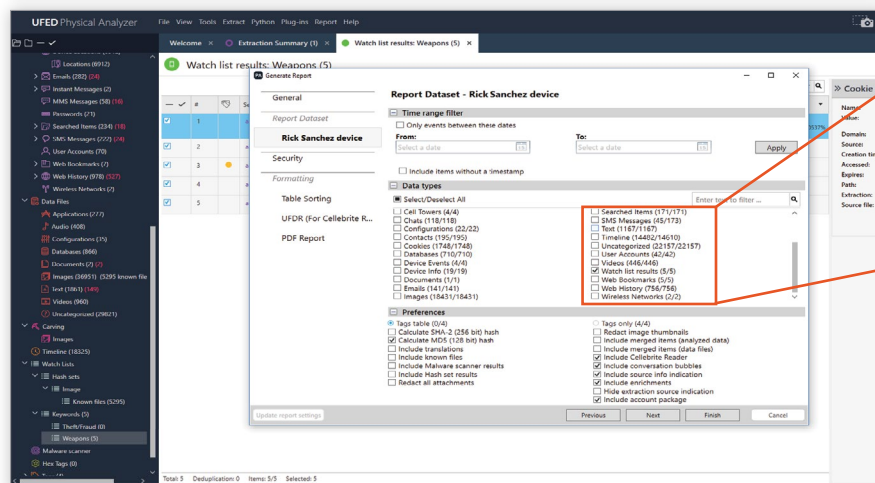 UFED Physical Analyzer
File View Tools Extract Python Plug-ins Report Help
Welcome × Extraction Summary (1) × Watch list results: Weapons (5) ×
Locations (6912)
Emails (282) (24)
Instant Messages (2)
MMS Messages (58) (16)
Passwords (71)
Searched Items (234) (18)
SMS Messages (222) (24)
User Accounts (70)
Web Bookmarks (7)
Web History (978) (527)
Wireless Networks (2)
Data Files
Applications (277)
Audio (408)
Configurations (35)
Databases (866)
Documents (2) (2)
Images (36951) (5295 known file
Text (1861) (149)
Videos (960)
Uncategorized (29821)
Carving
Images
Timeline (18325)
Watch Lists
Hash sets
Image
Known files (5295)
Keywords (5)
Theft/Fraud (0)
Weapons (5)
Malware scanner
Hex Tags (0)
Watch list results: Weapons (5)
#
1
2
3
4
5
Total: 5 Deduplication: 0 Items: 5/5 Selected: 5
PA Generate Report
General
Report Dataset
Rick Sanchez device
Security
Formatting
Table Sorting
UFDR (For Cellebrite R...
PDF Report
Report Dataset - Rick Sanchez device
Time range filter
Only events between these dates
From: To:
Select a date Select a date Apply
Include items without a timestamp
Data types
Select/Deselect All Enter text to filter ...
Cell Towers (4/4)
Chats (118/118)
Configurations (22/22)
Contacts (195/195)
Cookies (1748/1748)
Databases (710/710)
Device Events (4/4)
Device Info (19/19)
Documents (1/1)
Emails (141/141)
Images (18431/18431)
Searched Items (171/171)
SMS Messages (45/173)
Text (1167/1167)
Timeline (14482/14610)
Uncategorized (22157/22157)
User Accounts (42/42)
Videos (446/446)
Watch list results (5/5)
Web Bookmarks (5/5)
Web History (756/756)
Wireless Networks (2/2)
Preferences
Tags table (0/4)
Calculate SHA-2 (256 bit) hash
Calculate MD5 (128 bit) hash
Include translations
Include known files
Include Malware scanner results
Include Hash set results
Redact all attachments
Tags only (4/4)
Redact image thumbnails
Include merged items (analyzed data)
Include merged items (data files)
Include Cellebrite Reader
Include conversation bubbles
Include source info indication
Include enrichments
Hide extraction source indication
Include account package
Update report settings Previous Next Finish Cancel
» Cookie
Name:
Value:
Domain:
Source:
Creation tim
Accessed:
Expires:
Path:
Extraction:
Source file: